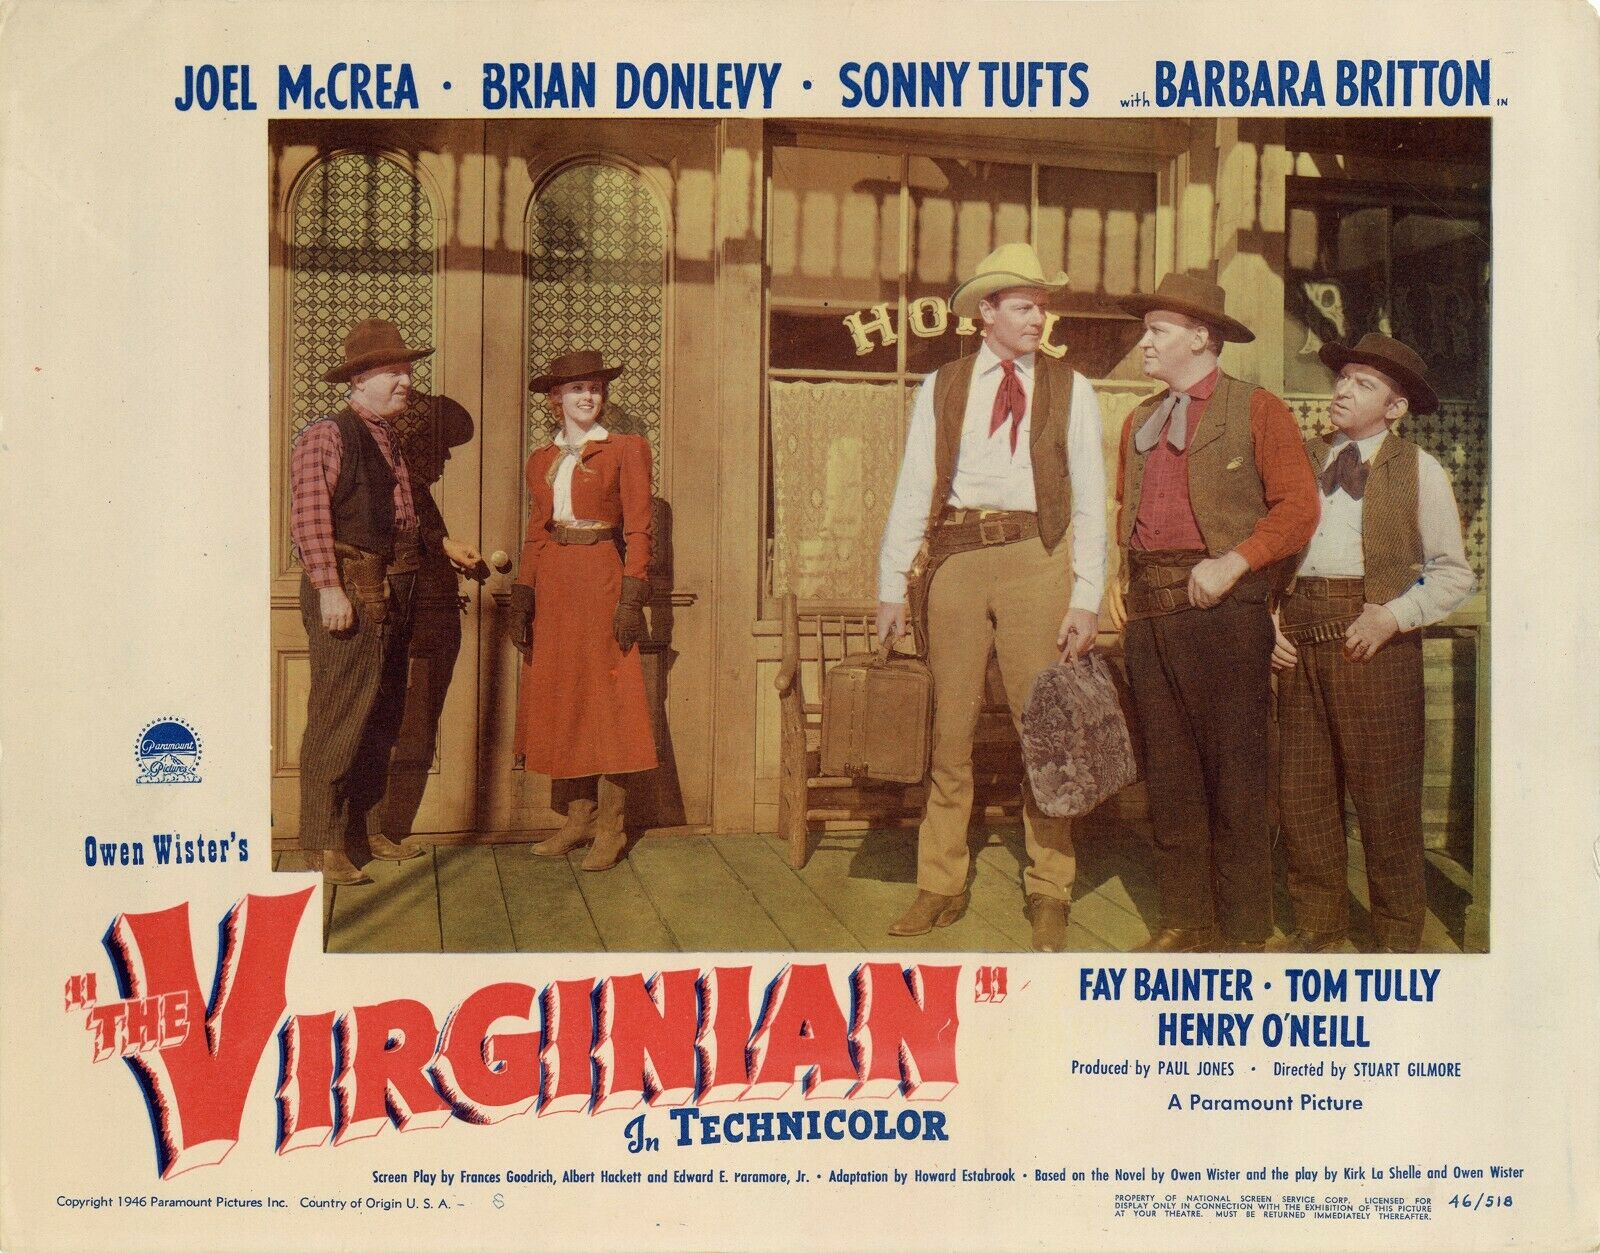 JOEL McCREA · BRIAN DONLEVY · SONNY TUFTS with BARBARA BRITTON IN
HO L
Paramount
Pictures
Owen Wister's
"THE VIRGINIAN"
In TECHNICOLOR
FAY BAINTER · TOM TULLY
HENRY O'NEILL
Produced by PAUL JONES · Directed by STUART GILMORE
A Paramount Picture
Screen Play by Frances Goodrich, Albert Hackett and Edward E. Paramore, Jr. · Adaptation by Howard Estabrook · Based on the Novel by Owen Wister and the play by Kirk La Shelle and Owen Wister
Copyright 1946 Paramount Pictures Inc. Country of Origin U. S. A. – 8
PROPERTY OF NATIONAL SCREEN SERVICE CORP. LICENSED FOR
DISPLAY ONLY IN CONNECTION WITH THE EXHIBITION OF THIS PICTURE
AT YOUR THEATRE. MUST BE RETURNED IMMEDIATELY THEREAFTER.
46/518